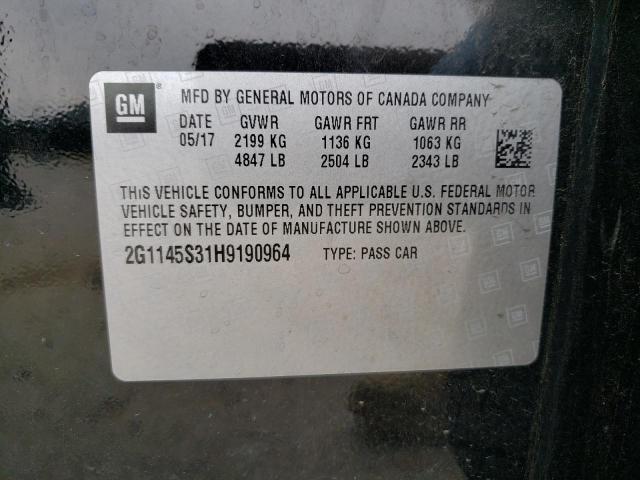 GM
MFD BY GENERAL MOTORS OF CANADA COMPANY
DATE GVWR GAWR FRT GAWR RR
05/17 2199 KG 1136 KG 1063 KG
4847 LB 2504 LB 2343 LB
THIS VEHICLE CONFORMS TO ALL APPLICABLE U.S. FEDERAL MOTOR
VEHICLE SAFETY, BUMPER, AND THEFT PREVENTION STANDARDS IN
EFFECT ON THE DATE OF MANUFACTURE SHOWN ABOVE.
2G1145S31H9190964 TYPE: PASS CAR